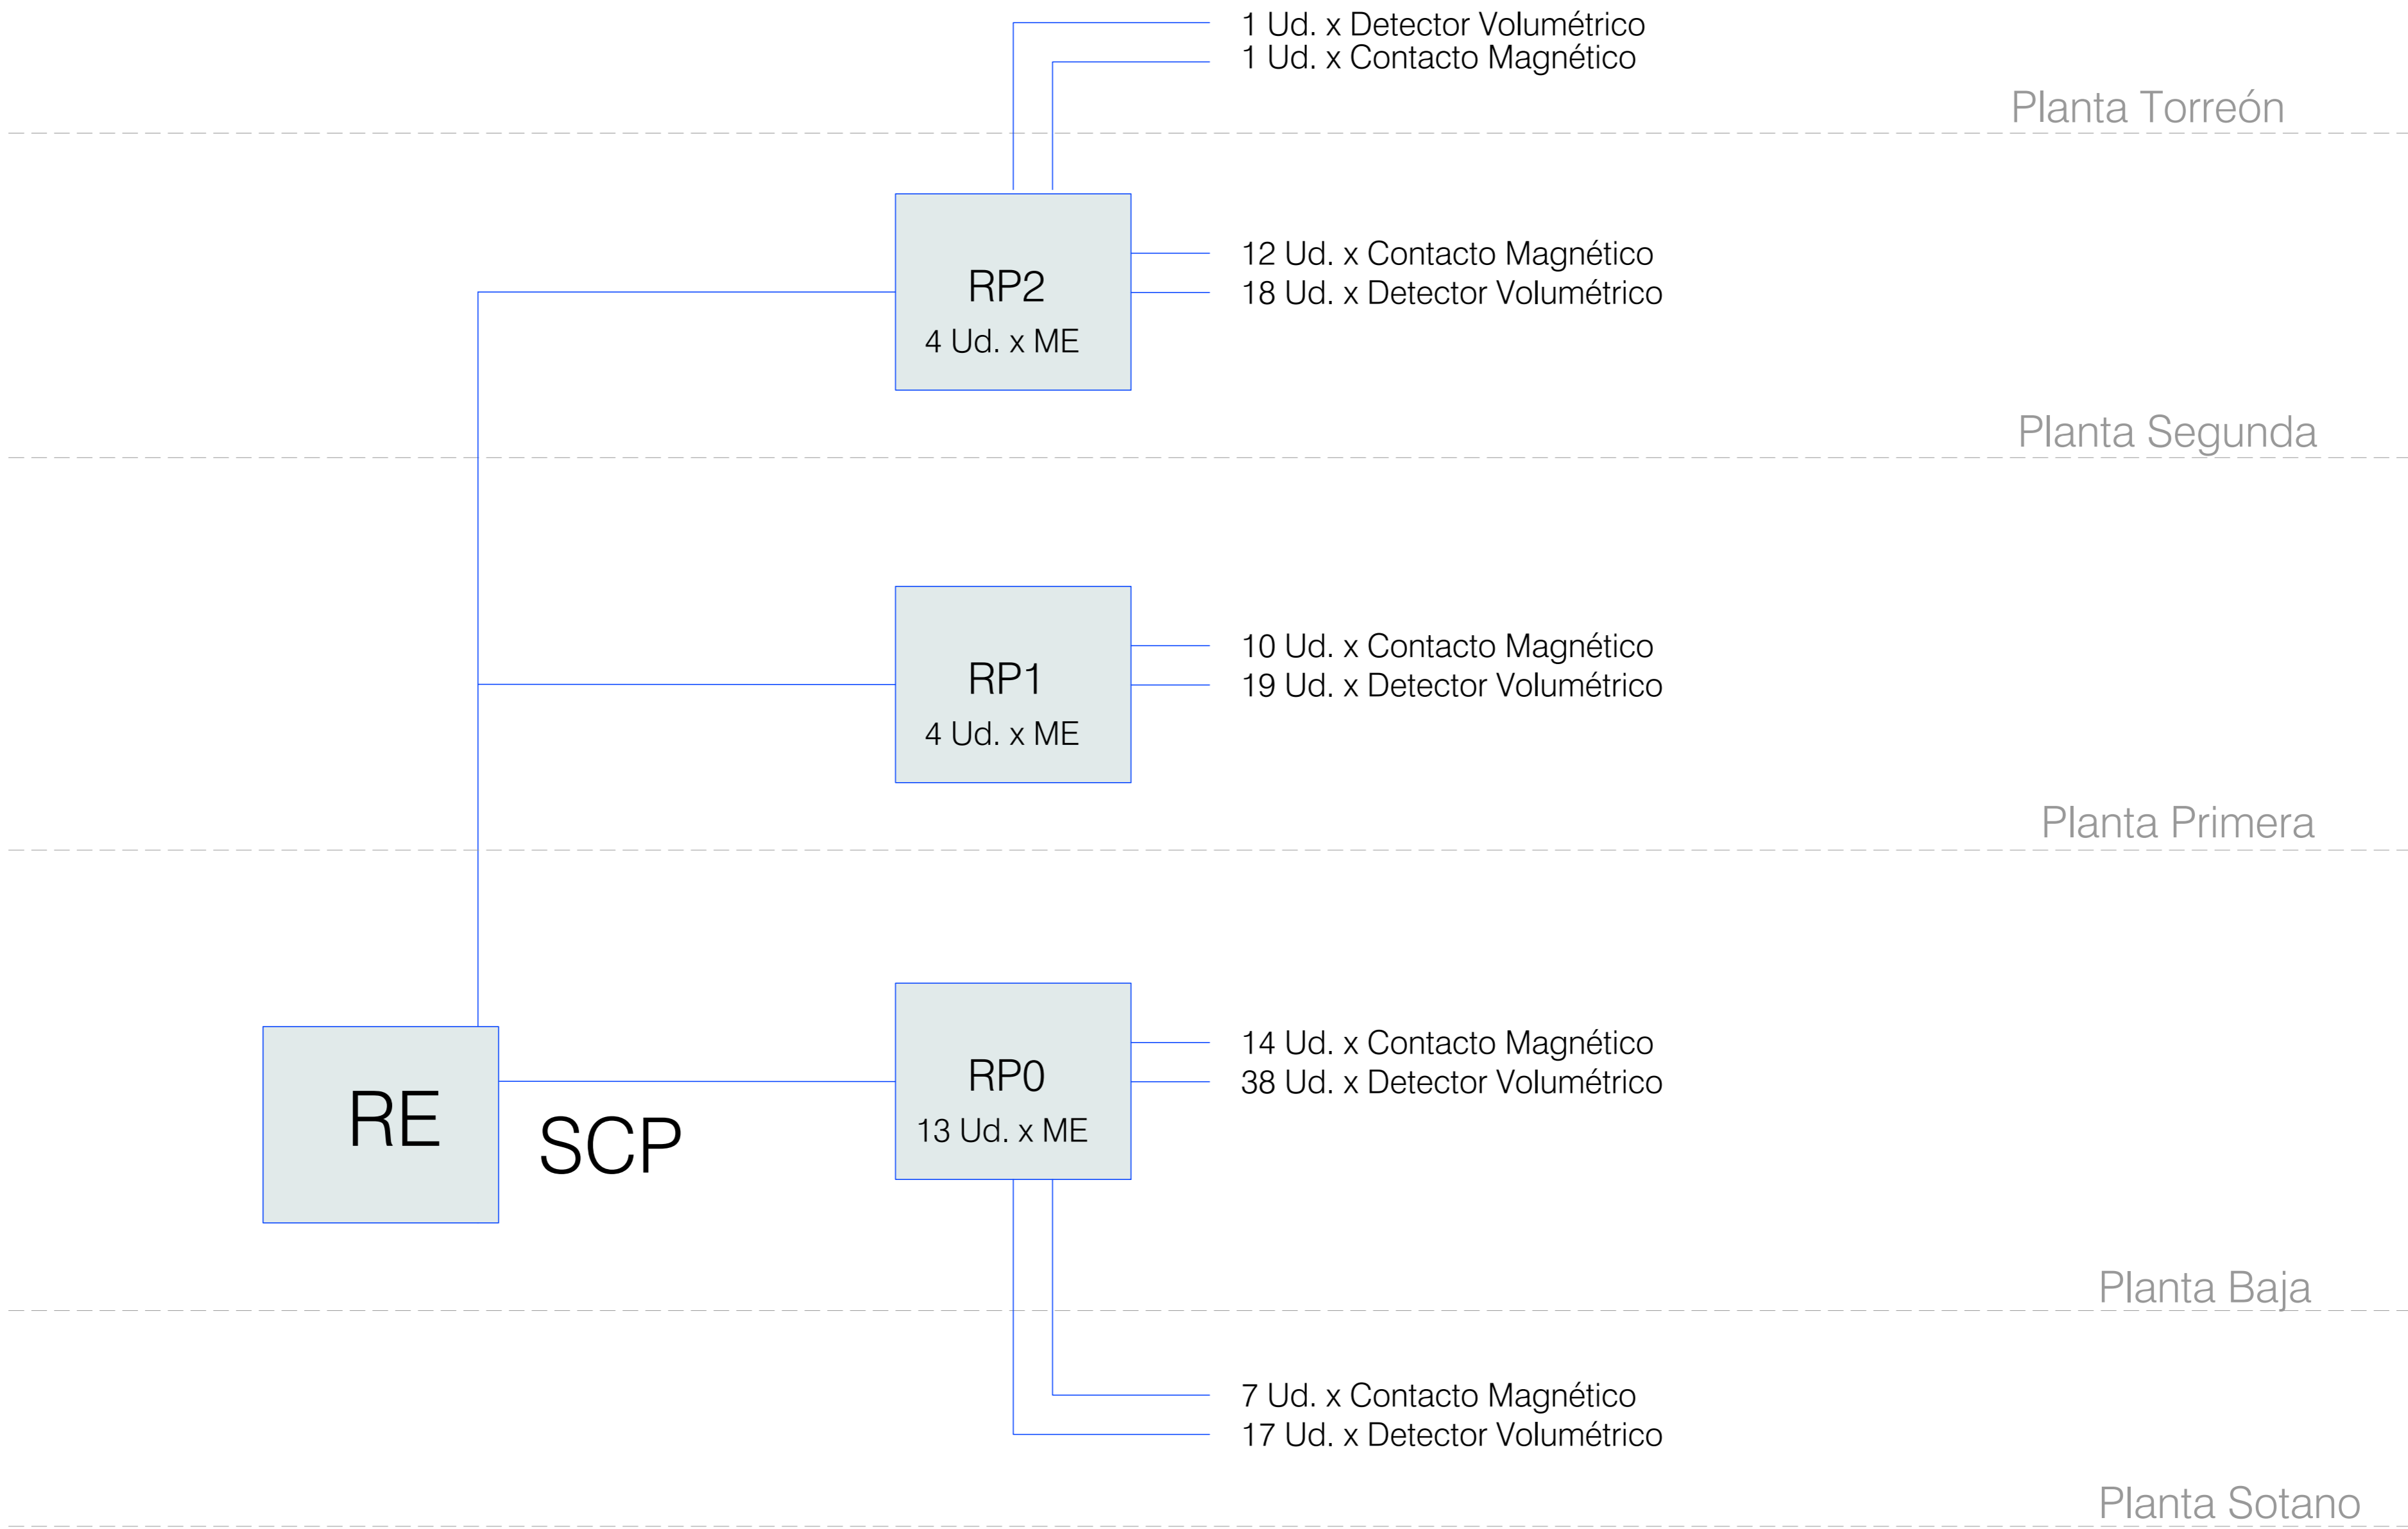 1 Ud. x Detector Volumétrico
1 Ud. x Contacto Magnético
Planta Torreón
RP2
4 Ud. x ME
12 Ud. x Contacto Magnético
18 Ud. x Detector Volumétrico
Planta Segunda
RP1
4 Ud. x ME
10 Ud. x Contacto Magnético
19 Ud. x Detector Volumétrico
Planta Primera
RE
SCP
RP0
13 Ud. x ME
14 Ud. x Contacto Magnético
38 Ud. x Detector Volumétrico
Planta Baja
7 Ud. x Contacto Magnético
17 Ud. x Detector Volumétrico
Planta Sotano